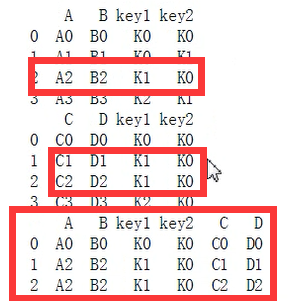 A B key1 key2
0 A0 B0 K0 K0
1 A1 B1 K0 K1
2 A2 B2 K1 K0
3 A3 B3 K2 K1
C D key1 key2
0 C0 D0 K0 K0
1 C1 D1 K1 K0
2 C2 D2 K1 K0
3 C3 D3 K2 K0
A B key1 key2 C D
0 A0 B0 K0 K0 C0 D0
1 A2 B2 K1 K0 C1 D1
2 A2 B2 K1 K0 C2 D2